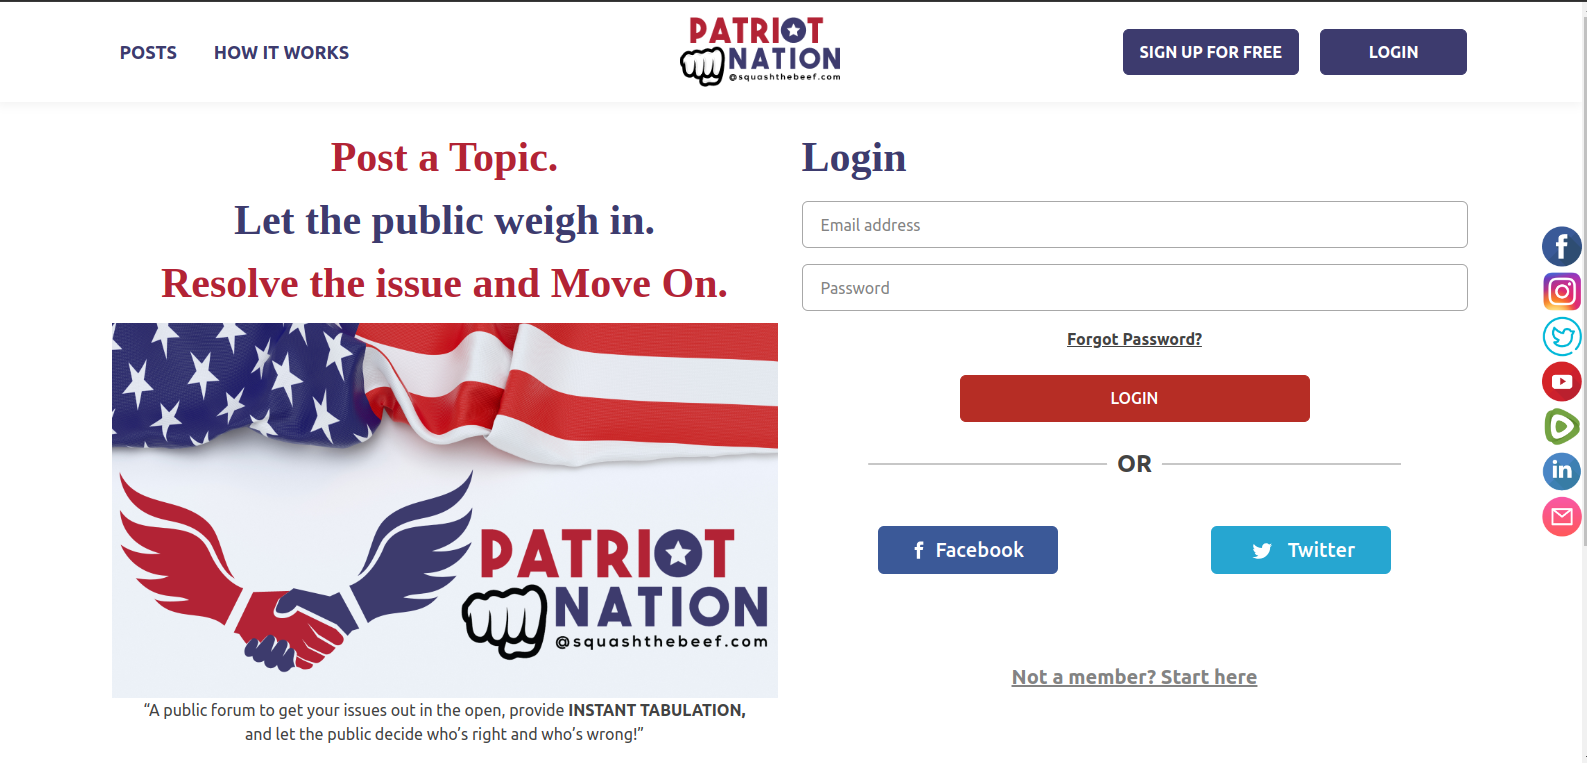 POSTS
HOW IT WORKS
PATRIOT
NATION
@squashthebeef.com
SIGN UP FOR FREE
LOGIN
Post a Topic.
Let the public weigh in.
Resolve the issue and Move On.
PATRIOT
NATION
@squashthebeef.com
“A public forum to get your issues out in the open, provide INSTANT TABULATION,
and let the public decide who’s right and who’s wrong!”
Login
Email address
Password
Forgot Password?
LOGIN
OR
Facebook
Twitter
Not a member? Start here